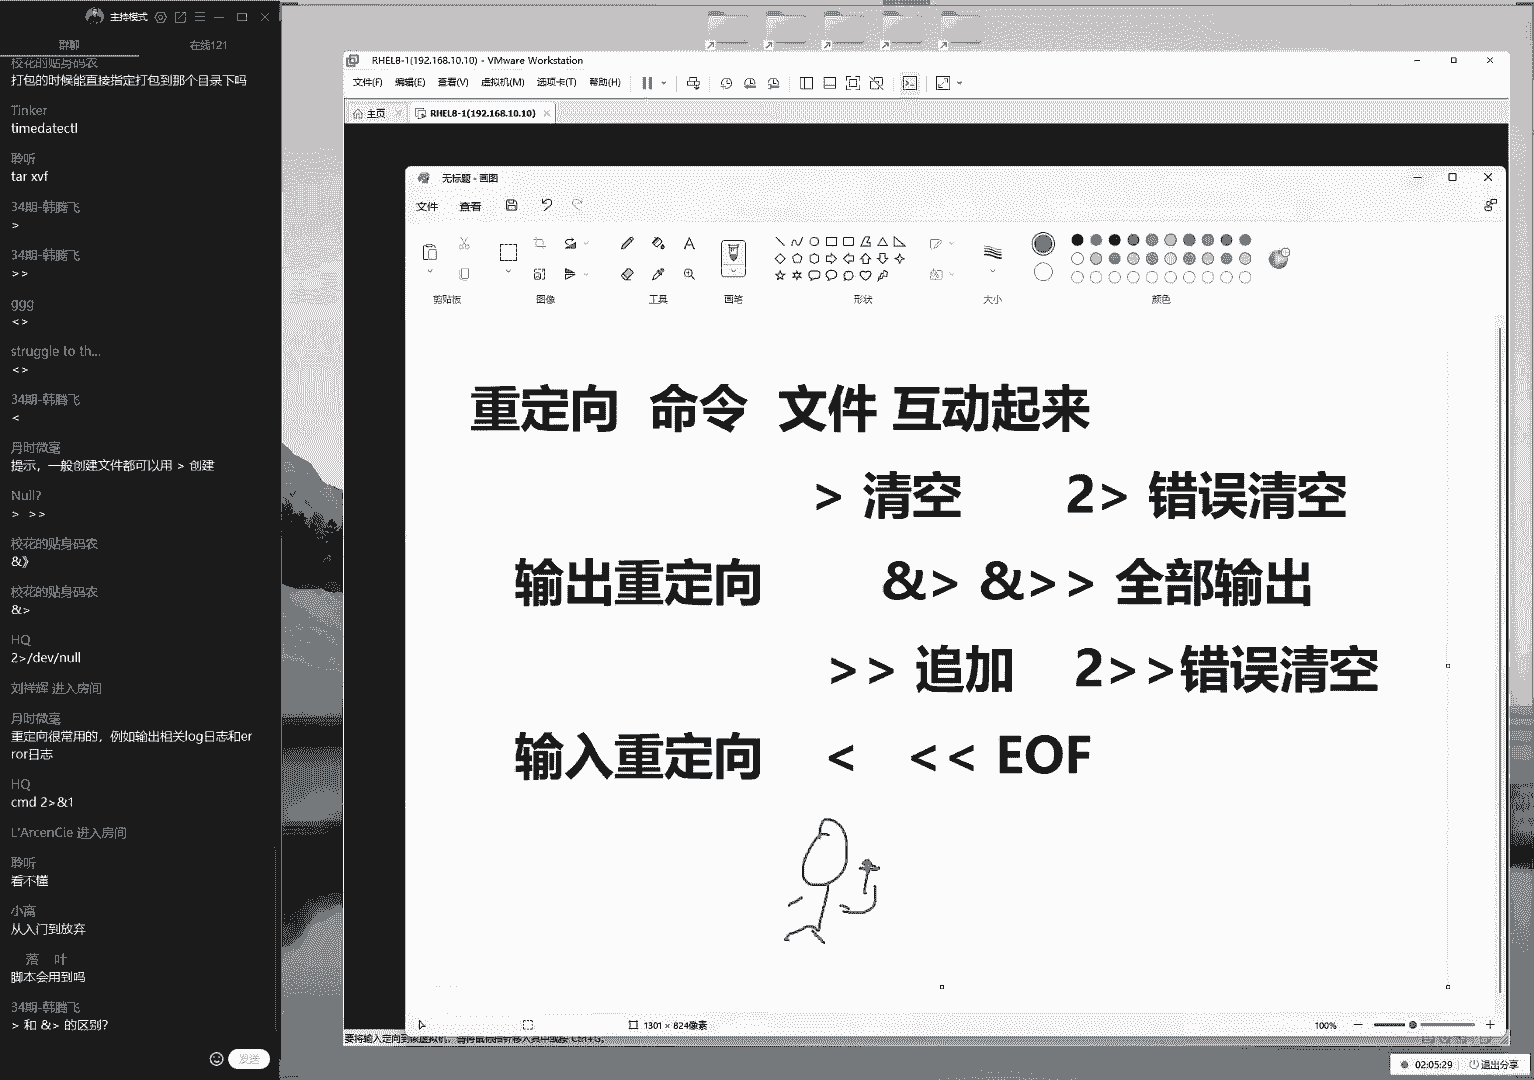 主持模式
群聊 在线121
校花的贴身码农
打包的时候能直接指定打包到那个目录下吗
Tinker
timedatectl
聆听
tar xvf
34期-韩腾飞
>
34期-韩腾飞
>>
ggg
<>
struggle to th...
<>
34期-韩腾飞
<
月时微毫
提示，一般创建文件都可以用 > 创建
Null?
> >>
校花的贴身码农
&》
校花的贴身码农
&>
HQ
2>/dev/null
刘祥辉 进入房间
月时微毫
重定向很常用的，例如输出相关log日志和er
ror日志
HQ
cmd 2>&1
L'ArcenCie 进入房间
聆听
看不懂
小高
从入门到放弃
落 叶
脚本会用到吗
34期-韩腾飞
> 和 &> 的区别?
发送
RHEL8-1(192.168.10.10) - VMware Workstation
文件(F) 编辑(E) 查看(V) 虚拟机(M) 选项卡(T) 帮助(H)
主页 RHEL8-1(192.168.10.10)
无标题 - 画图
文件 查看
剪贴板 图像 工具 画笔 形状 大小 颜色
重定向 命令 文件 互动起来
> 清空 2> 错误清空
输出重定向 &> &>> 全部输出
>> 追加 2>>错误清空
输入重定向 < << EOF
1301 × 824像素 100%
要将输入定向到该虚拟机，请将鼠标指针移入其中或按 Ctrl+G。
02:05:29 退出分享